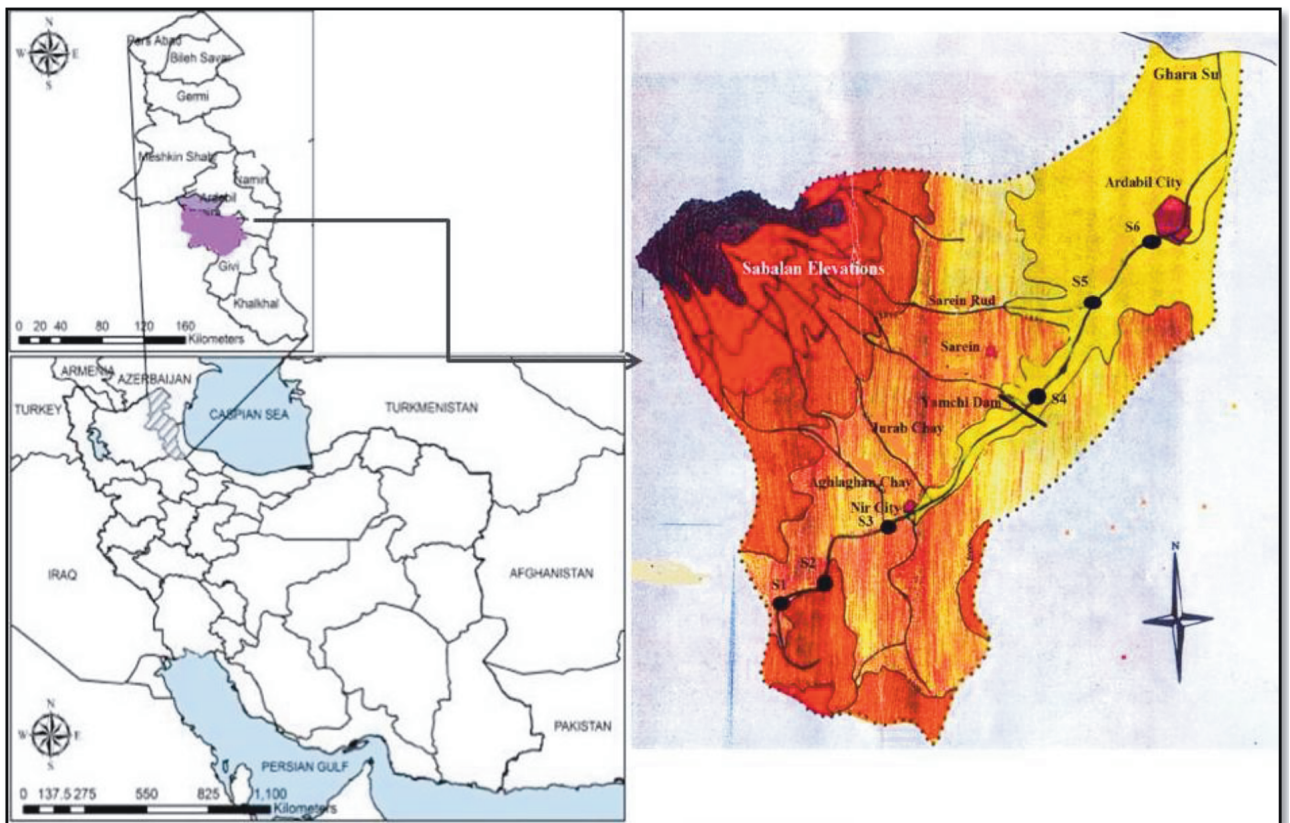 N
W E
S
Pars Abad
Bileh Savar
Germi
Meshkin Shahr
Namin
Ardabil
Givi
Khalkhal
0 20 40 80 120 160
Kilometers
ARMENIA
AZERBAIJAN
TURKEY
CASPIAN SEA
TURKMENISTAN
IRAQ
AFGHANISTAN
PAKISTAN
PERSIAN GULF
N
W E
S
0 137.5 275 550 825 1,100
Kilometers
Ghara Su
Ardabil City
S6
Sabalan Elevations
S5
Sarein Rud
Sarein
Yamchi Dam
S4
Jurab Chay
Aghlaghan Chay
Nir City
S3
S2
S1
N